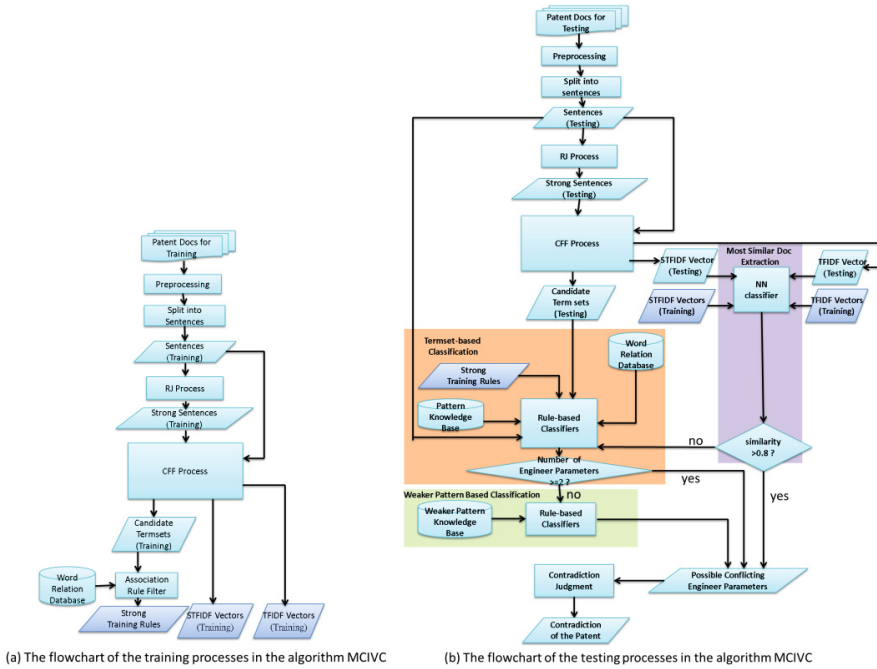 Patent Docs for
Training
Preprocessing
Split into
Sentences
Sentences
(Training)
RJ Process
Strong Sentences
(Training)
CFF Process
Candidate
Termsets
(Training)
Word
Relation
Database
Association
Rule Filter
Strong
Training Rules
STFIDF Vectors
(Training)
TFIDF Vectors
(Training)
(a) The flowchart of the training processes in the algorithm MCIVC
Patent Docs for
Testing
Preprocessing
Split into
sentences
Sentences
(Testing)
RJ Process
Strong Sentences
(Testing)
CFF Process
Candidate
Term sets
(Testing)
Most Similar Doc
Extraction
STFIDF Vector
(Testing)
NN
classifier
TFIDF Vector
(Testing)
STFIDF Vectors
(Training)
TFIDF Vectors
(Training)
Termset-based
Classification
Strong
Training Rules
Word
Relation
Database
Pattern
Knowledge
Base
Rule-based
Classifiers
no
similarity
>0.8 ?
Number of
Engineer Parameters
>=2 ?
yes
yes
no
Weaker Pattern Based Classification
Weaker Pattern
Knowledge
Base
Rule-based
Classifiers
Possible Conflicting
Engineer Parameters
Contradiction
Judgment
Contradiction
of the Patent
(b) The flowchart of the testing processes in the algorithm MCIVC